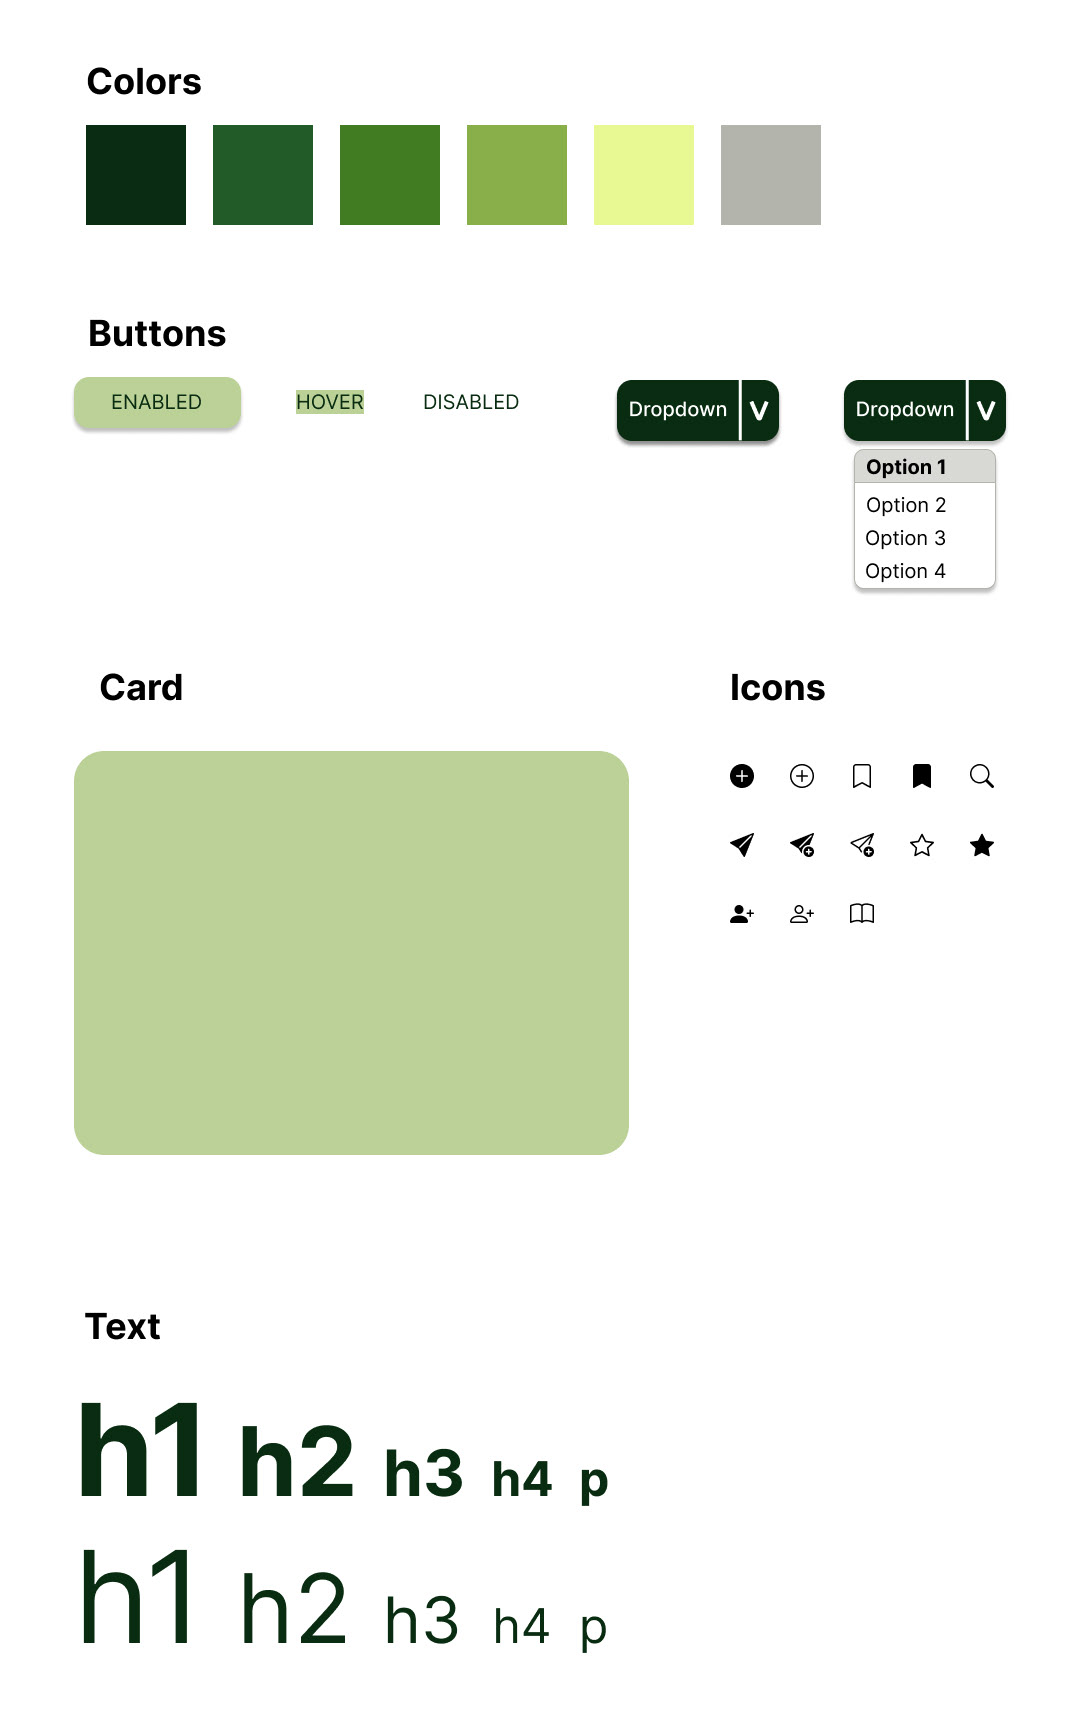 Colors
Buttons
ENABLED
HOVER
DISABLED
Dropdown V
Dropdown V
Option 1
Option 2
Option 3
Option 4
Card
Icons
Text
h1 h2 h3 h4 p
h1 h2 h3 h4 p